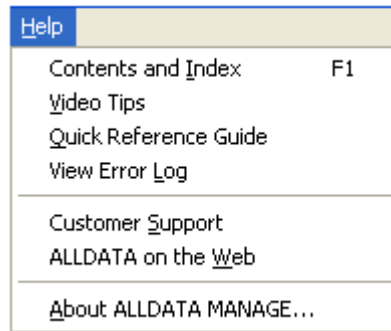 Help
Contents and Index F1
Video Tips
Quick Reference Guide
View Error Log
Customer Support
ALLDATA on the Web
About ALLDATA MANAGE...